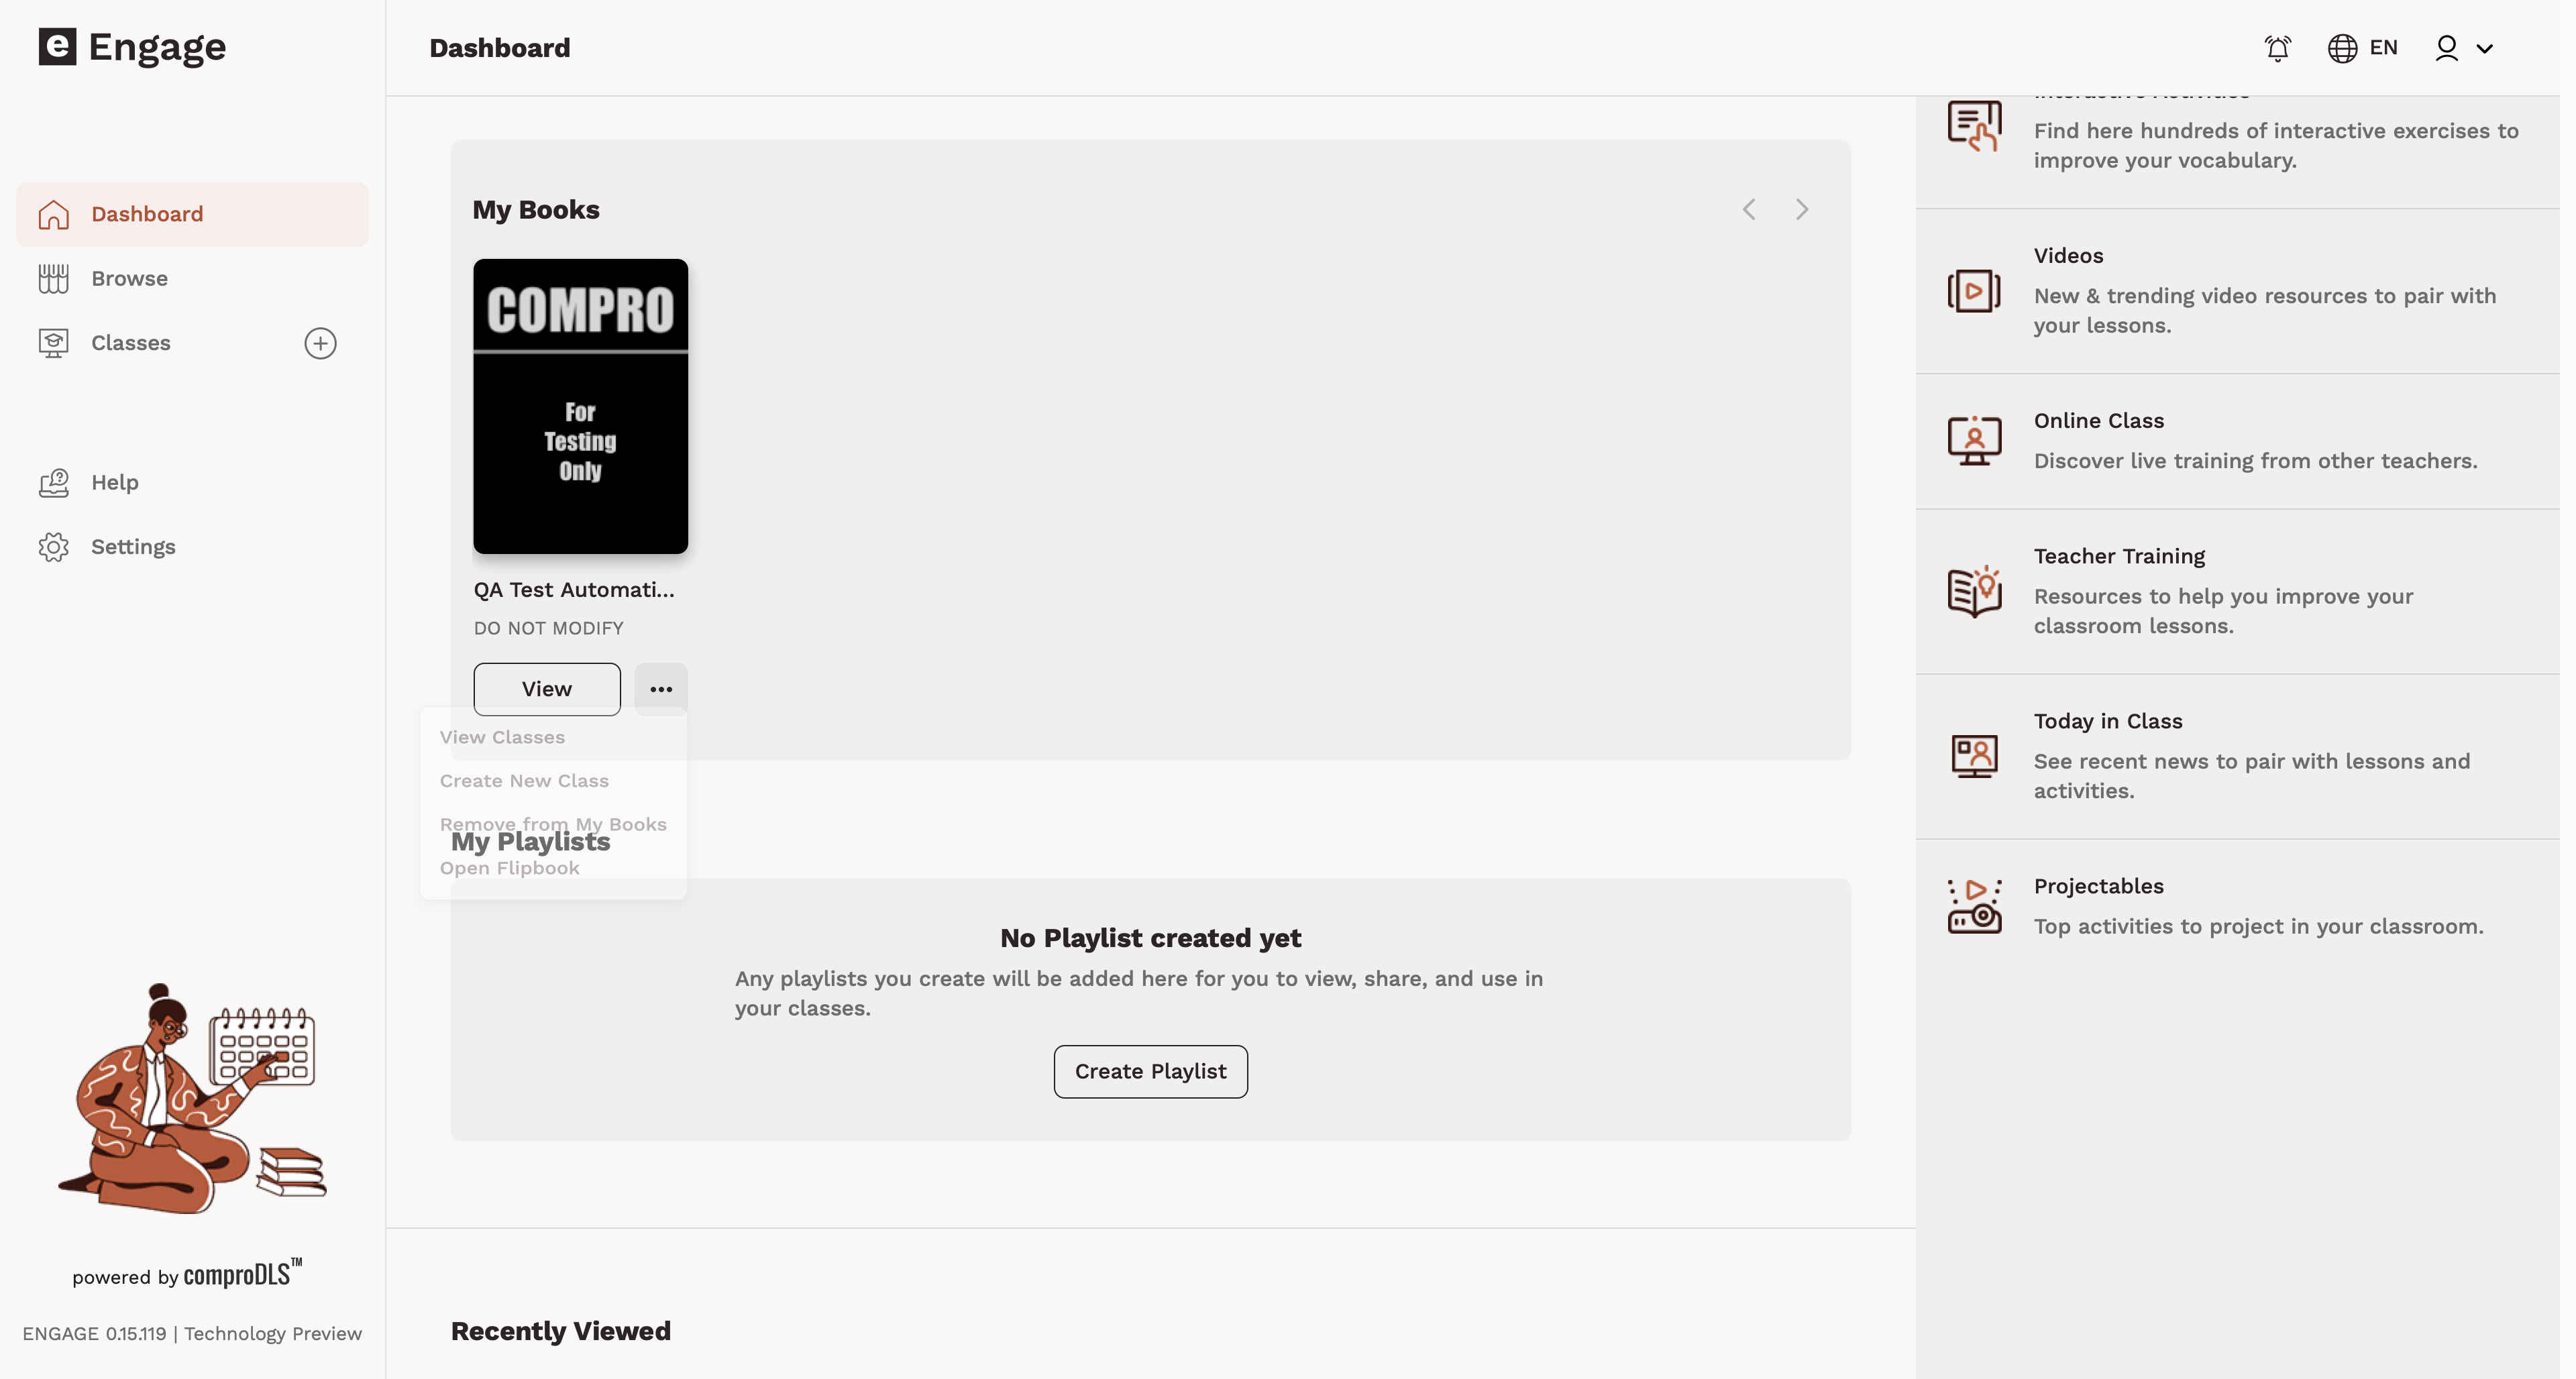 e Engage
Dashboard
EN
Dashboard
Browse
Classes
Help
Settings
powered by comproDLS™
ENGAGE 0.15.119 | Technology Preview
My Books
COMPRO
For
Testing
Only
QA Test Automati...
DO NOT MODIFY
View
View Classes
Create New Class
Remove from My Books
My Playlists
Open Flipbook
No Playlist created yet
Any playlists you create will be added here for you to view, share, and use in
your classes.
Create Playlist
Recently Viewed
Interactive Activities
Find here hundreds of interactive exercises to
improve your vocabulary.
Videos
New & trending video resources to pair with
your lessons.
Online Class
Discover live training from other teachers.
Teacher Training
Resources to help you improve your
classroom lessons.
Today in Class
See recent news to pair with lessons and
activities.
Projectables
Top activities to project in your classroom.